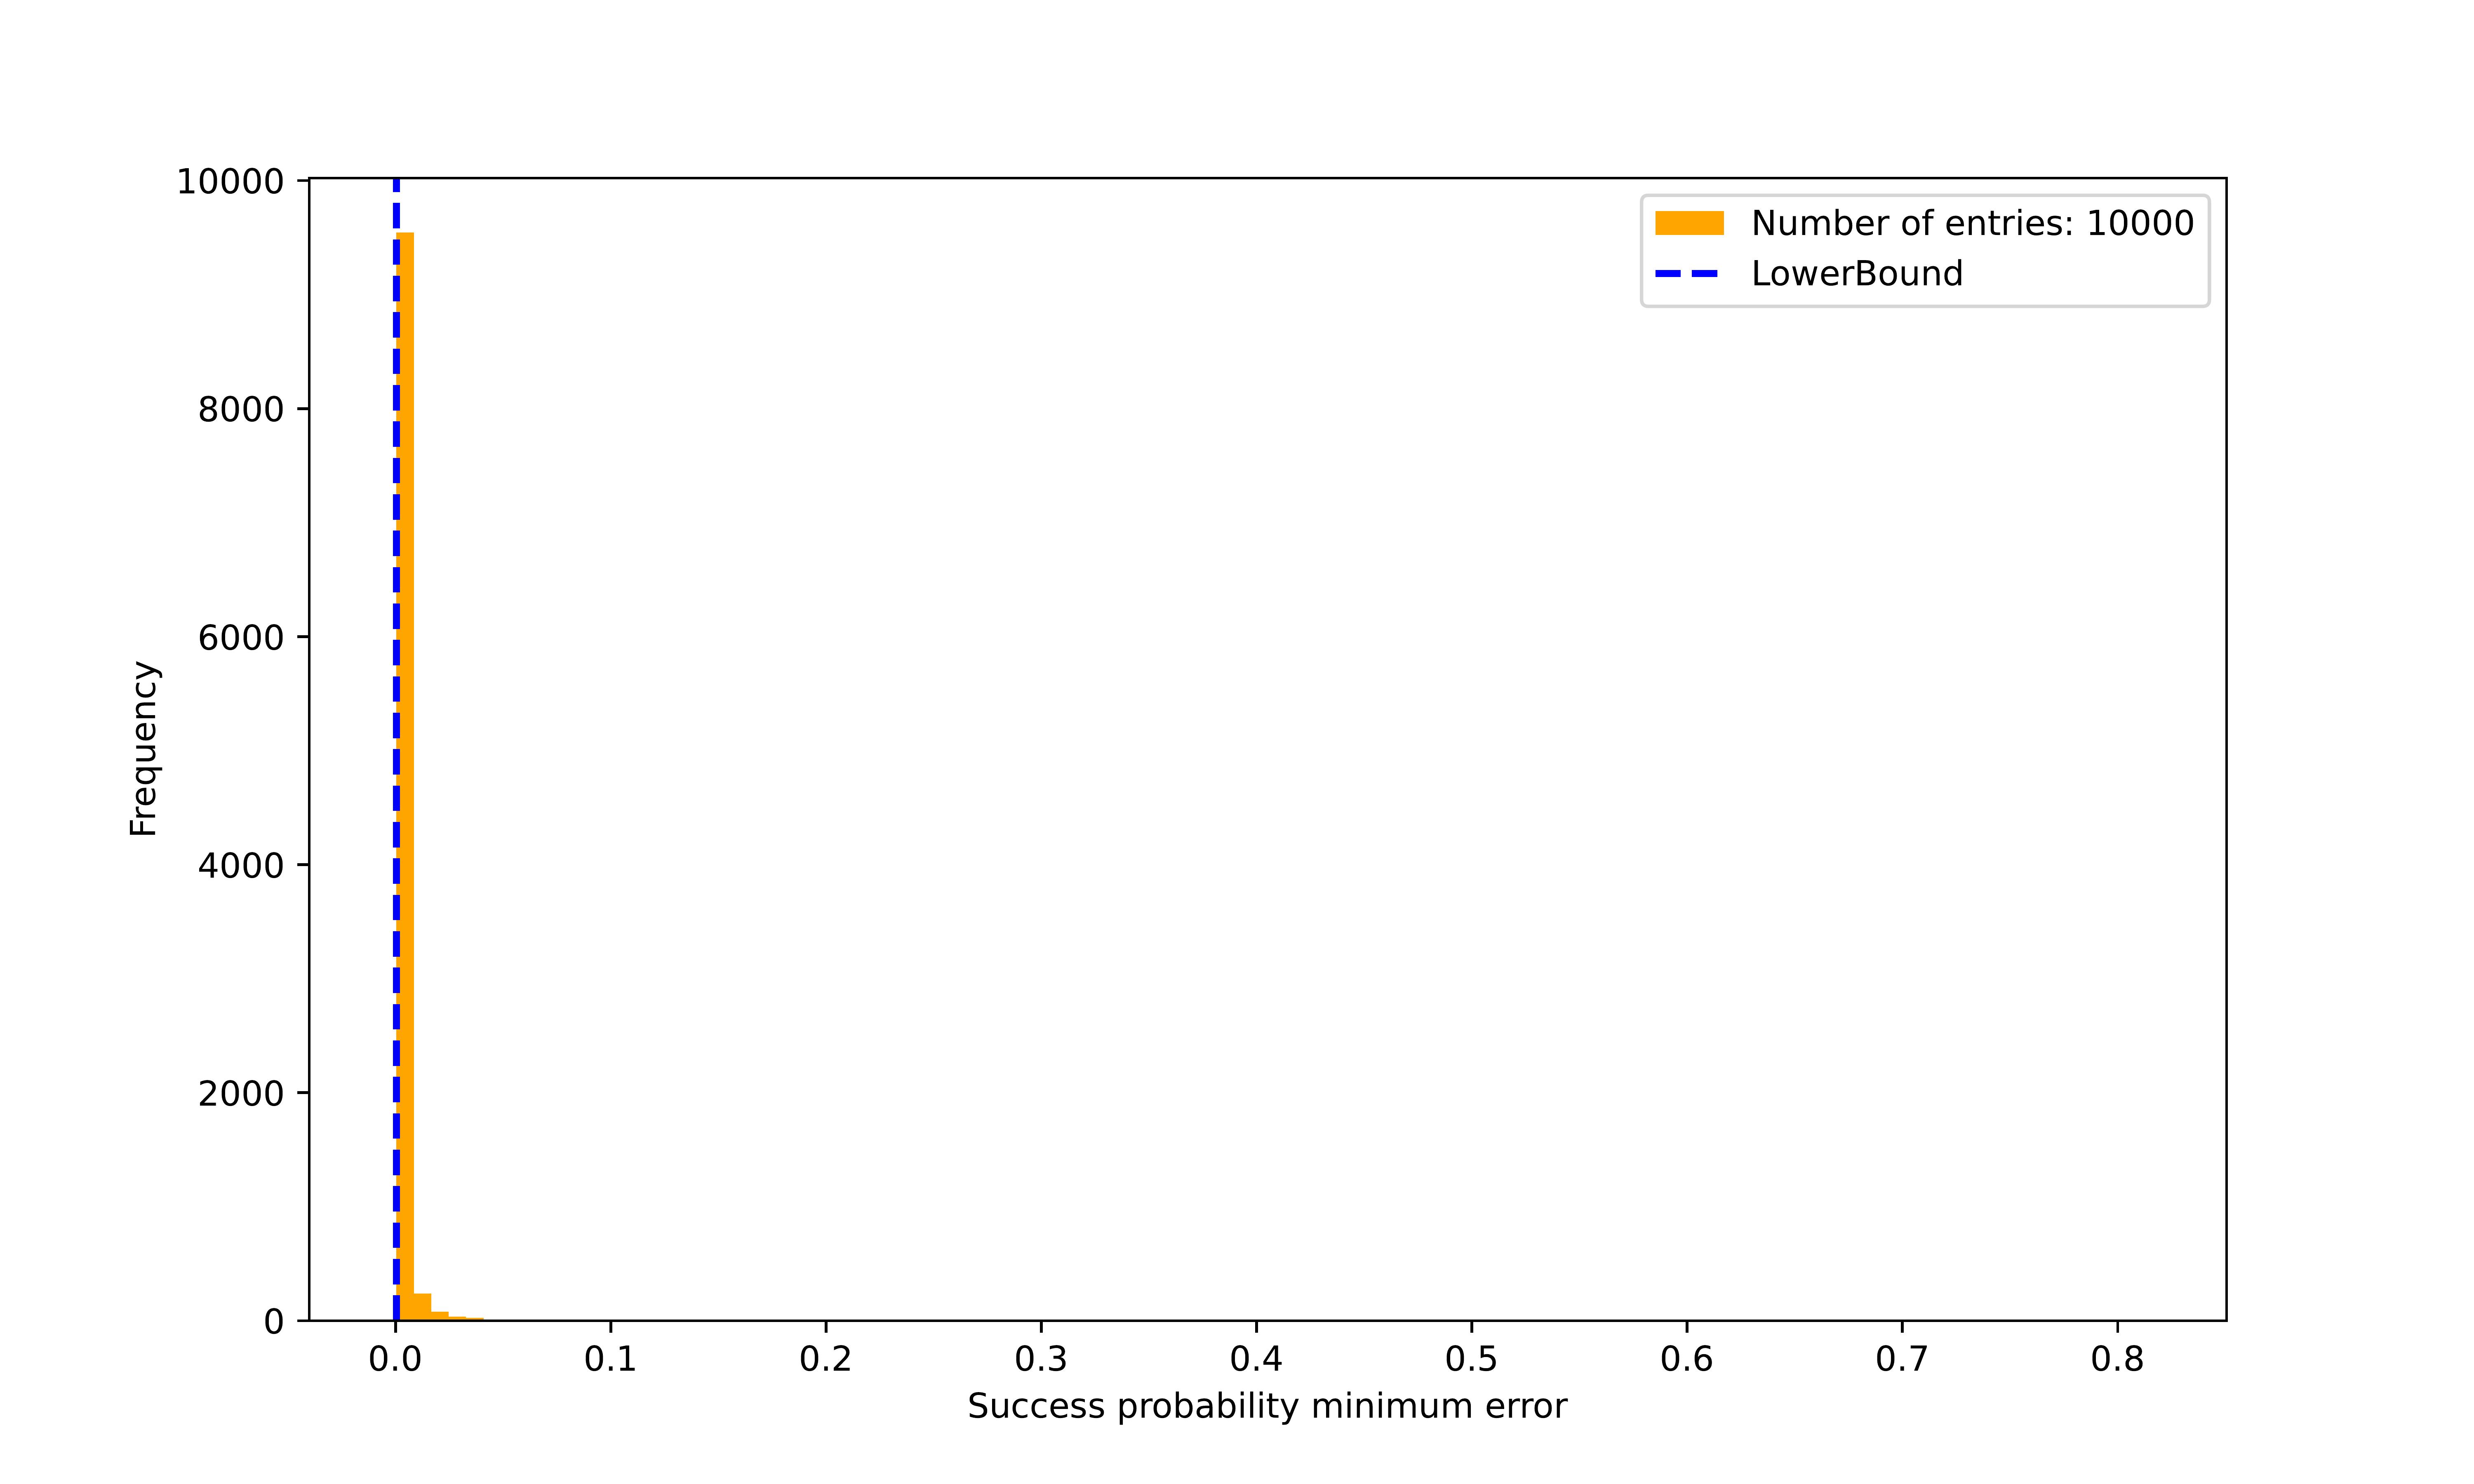 Number of entries: 10000
LowerBound
10000
8000
6000
4000
2000
0
Frequency
0.0 0.1 0.2 0.3 0.4 0.5 0.6 0.7 0.8
Success probability minimum error